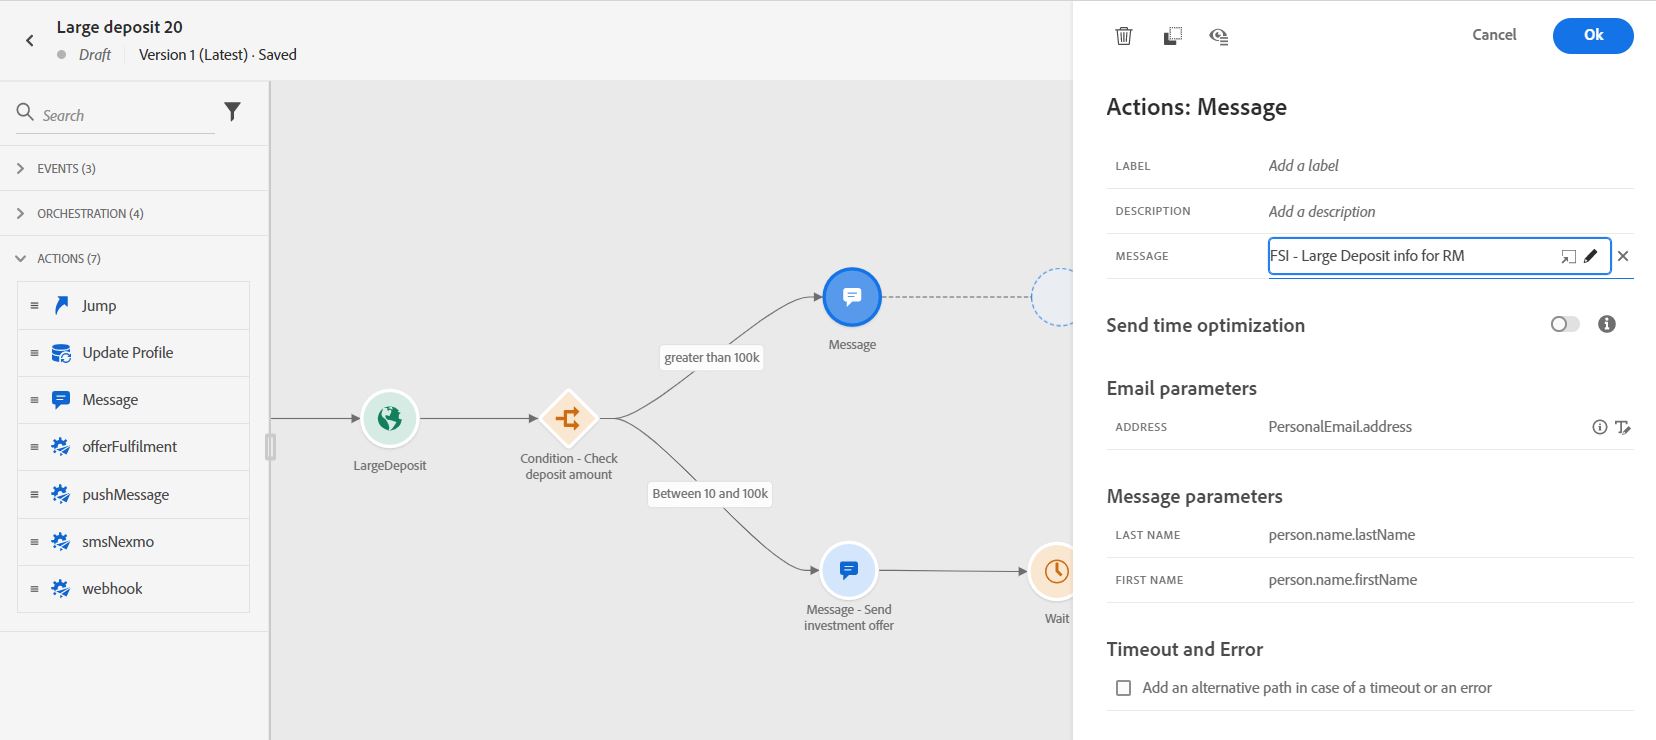 Large deposit 20
Draft
Version 1 (Latest) · Saved
Search
EVENTS (3)
ORCHESTRATION (4)
ACTIONS (7)
Jump
Update Profile
Message
offerFulfilment
pushMessage
smsNexmo
webhook
LargeDeposit
Condition - Check
deposit amount
greater than 100k
Between 10 and 100k
Message
Message - Send
investment offer
Wait
Cancel
Ok
Actions: Message
LABEL Add a label
DESCRIPTION Add a description
MESSAGE FSI - Large Deposit info for RM
Send time optimization
Email parameters
ADDRESS PersonalEmail.address
Message parameters
LAST NAME person.name.lastName
FIRST NAME person.name.firstName
Timeout and Error
Add an alternative path in case of a timeout or an error